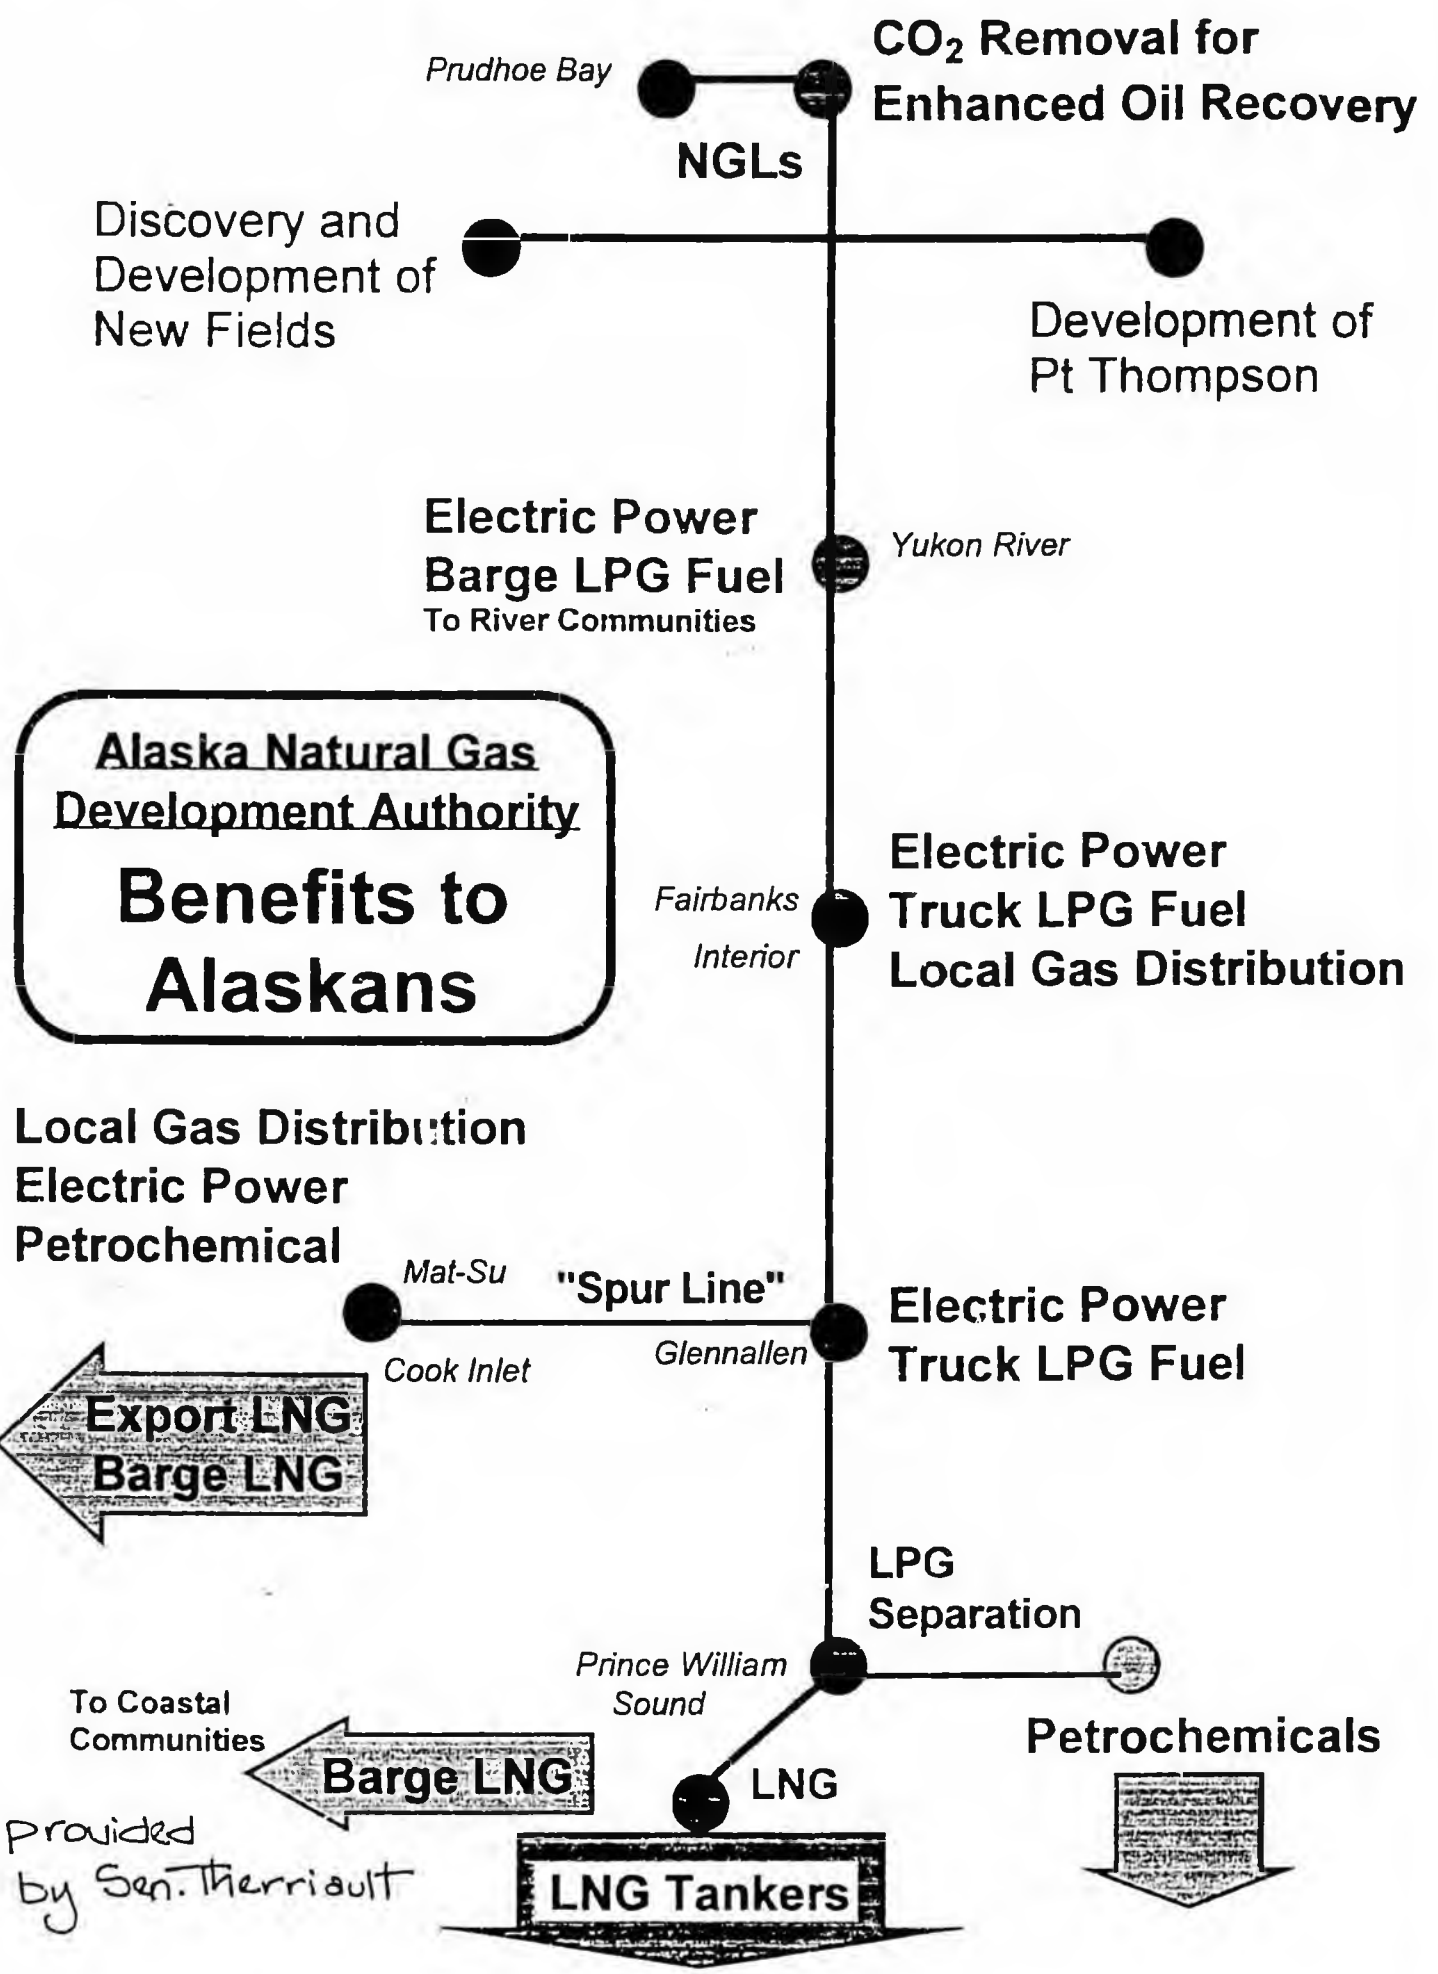 Prudhoe Bay
CO₂ Removal for
Enhanced Oil Recovery
NGLs
Discovery and
Development of
New Fields
Development of
Pt Thompson
Electric Power
Barge LPG Fuel
To River Communities
Yukon River
Alaska Natural Gas
Development Authority
Benefits to
Alaskans
Fairbanks
Interior
Electric Power
Truck LPG Fuel
Local Gas Distribution
Local Gas Distribution
Electric Power
Petrochemical
Mat-Su
"Spur Line"
Cook Inlet
Glennallen
Electric Power
Truck LPG Fuel
Export LNG
Barge LNG
LPG
Separation
Prince William
Sound
To Coastal
Communities
Barge LNG
LNG
Petrochemicals
LNG Tankers
provided
by Sen. Therriault